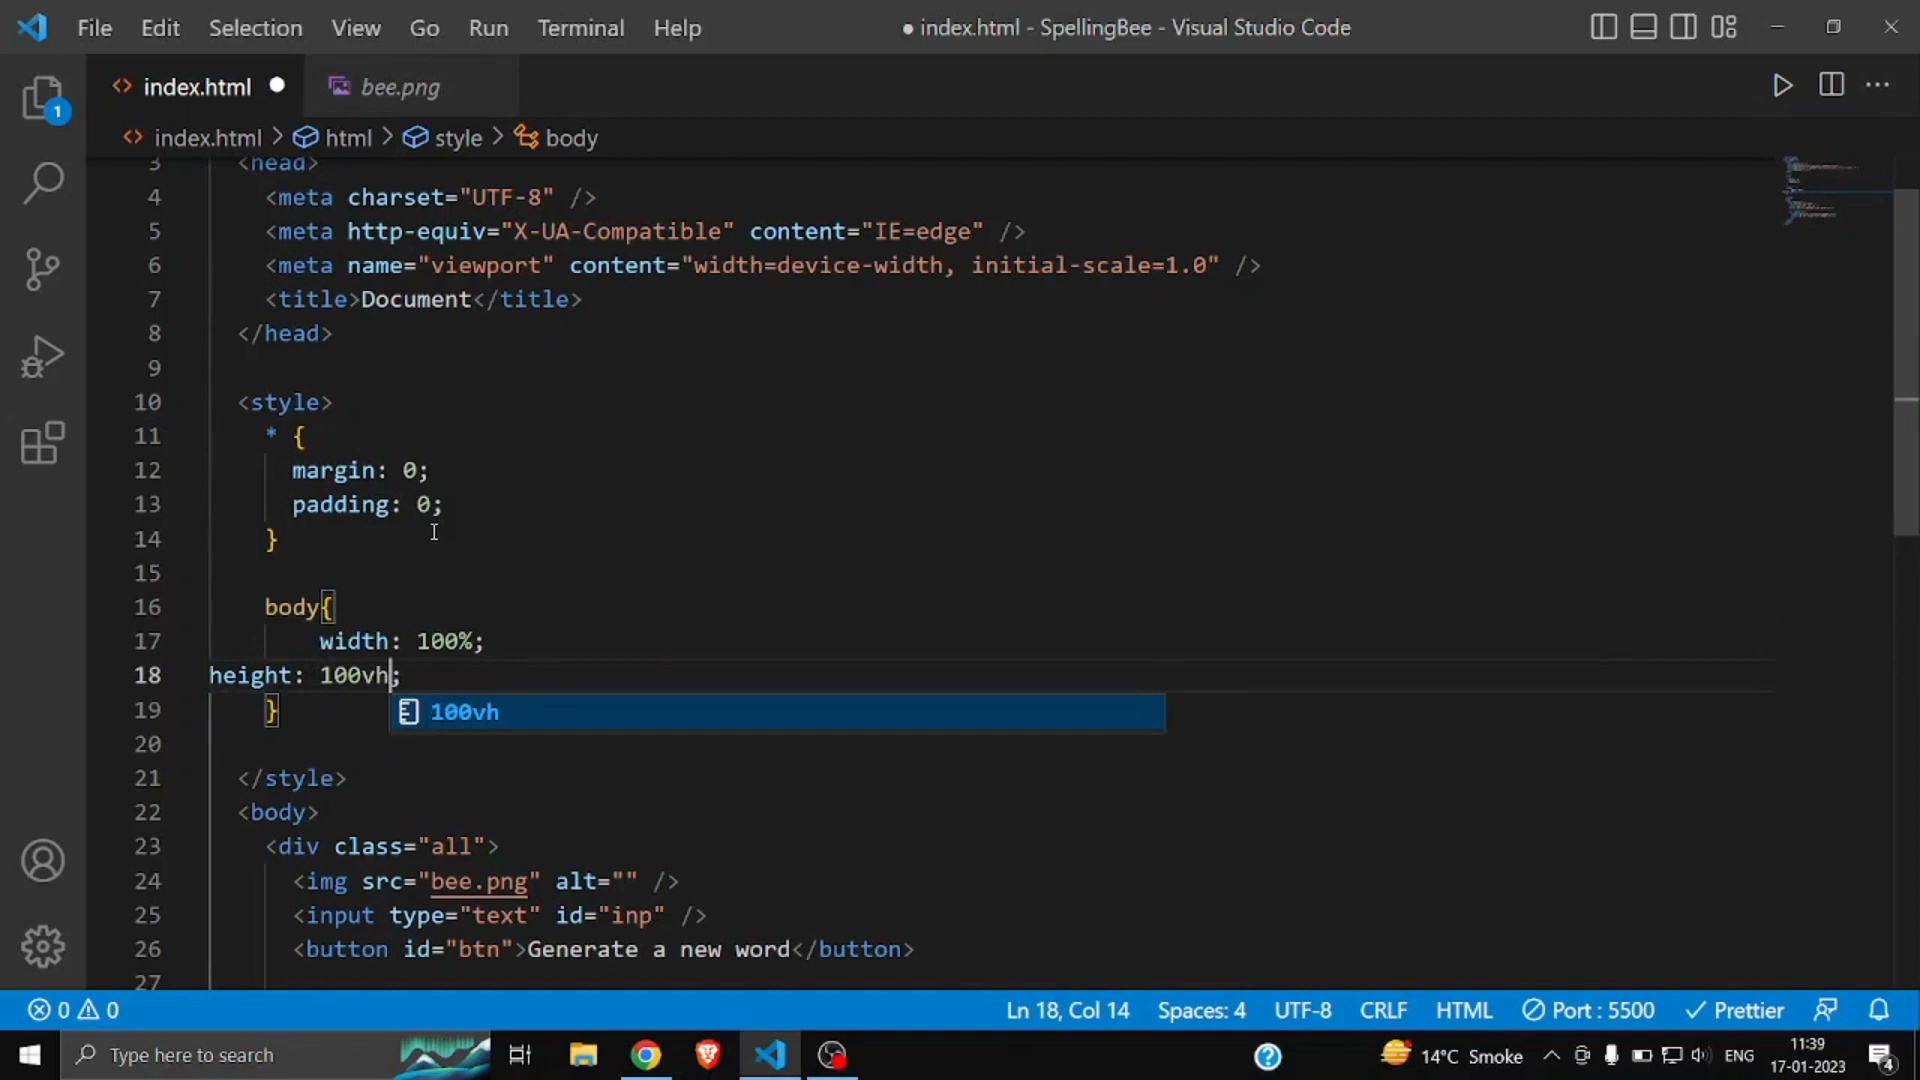 File Edit Selection View Go Run Terminal Help ● index.html - SpellingBee - Visual Studio Code
index.html bee.png
index.html > html > style > body
1
3 <head>
4 <meta charset="UTF-8" />
5 <meta http-equiv="X-UA-Compatible" content="IE=edge" />
6 <meta name="viewport" content="width=device-width, initial-scale=1.0" />
7 <title>Document</title>
8 </head>
9
10 <style>
11 * {
12 margin: 0;
13 padding: 0;
14 }
15
16 body{
17 width: 100%;
18 height: 100vh;
19 }
100vh
20
21 </style>
22 <body>
23 <div class="all">
24 <img src="bee.png" alt="" />
25 <input type="text" id="inp" />
26 <button id="btn">Generate a new word</button>
27
0 0 Ln 18, Col 14 Spaces: 4 UTF-8 CRLF HTML Port : 5500 Prettier
Type here to search 14°C Smoke ENG 11:39
17-01-2023 4